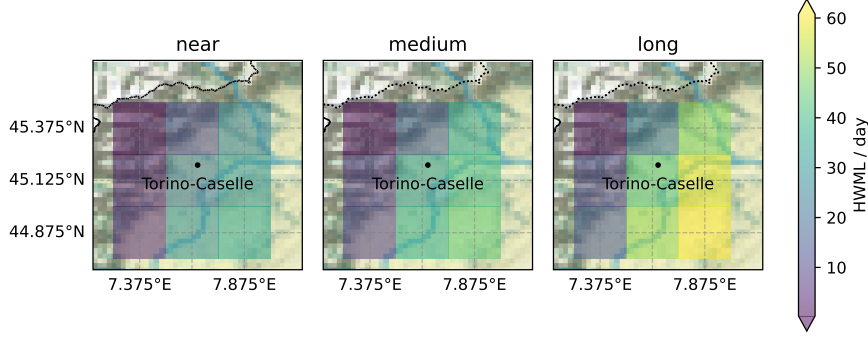 near
medium
long
45.375°N
45.125°N
44.875°N
Torino-Caselle
Torino-Caselle
Torino-Caselle
7.375°E
7.875°E
7.375°E
7.875°E
7.375°E
7.875°E
60
50
40
30
20
10
HWML / day